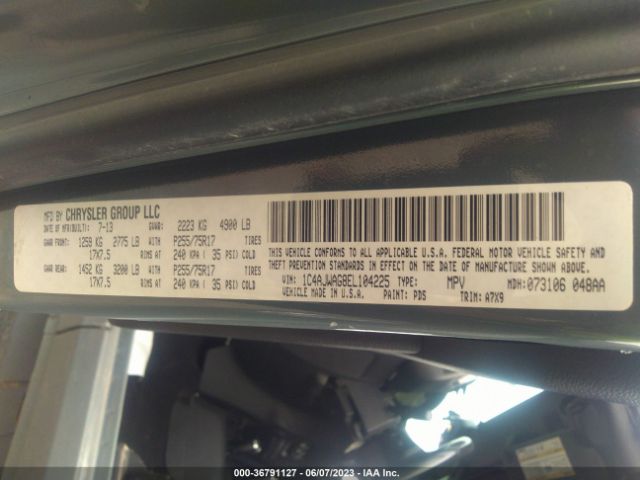 MFD BY CHRYSLER GROUP LLC
DATE OF MFR(BUILT): 7-13 GVWR: 2223 KG 4900 LB
GAWR FRONT: 1259 KG 2775 LB WITH P255/75R17 TIRES
17X7.5 RIMS AT 240 KPA ( 35 PSI) COLD
GAWR REAR: 1452 KG 3200 LB WITH P255/75R17 TIRES
17X7.5 RIMS AT 240 KPA ( 35 PSI) COLD
THIS VEHICLE CONFORMS TO ALL APPLICABLE U.S.A. FEDERAL MOTOR VEHICLE SAFETY AND
THEFT PREVENTION STANDARDS IN EFFECT ON THE DATE OF MANUFACTURE SHOWN ABOVE.
VIN: 1C4AJWAG8EL104225 TYPE: MPV MDH: 073106 048AA
VEHICLE MADE IN U.S.A. PAINT: PDS TRIM: A7X9
000-36791127 - 06/07/2023 - IAA Inc.